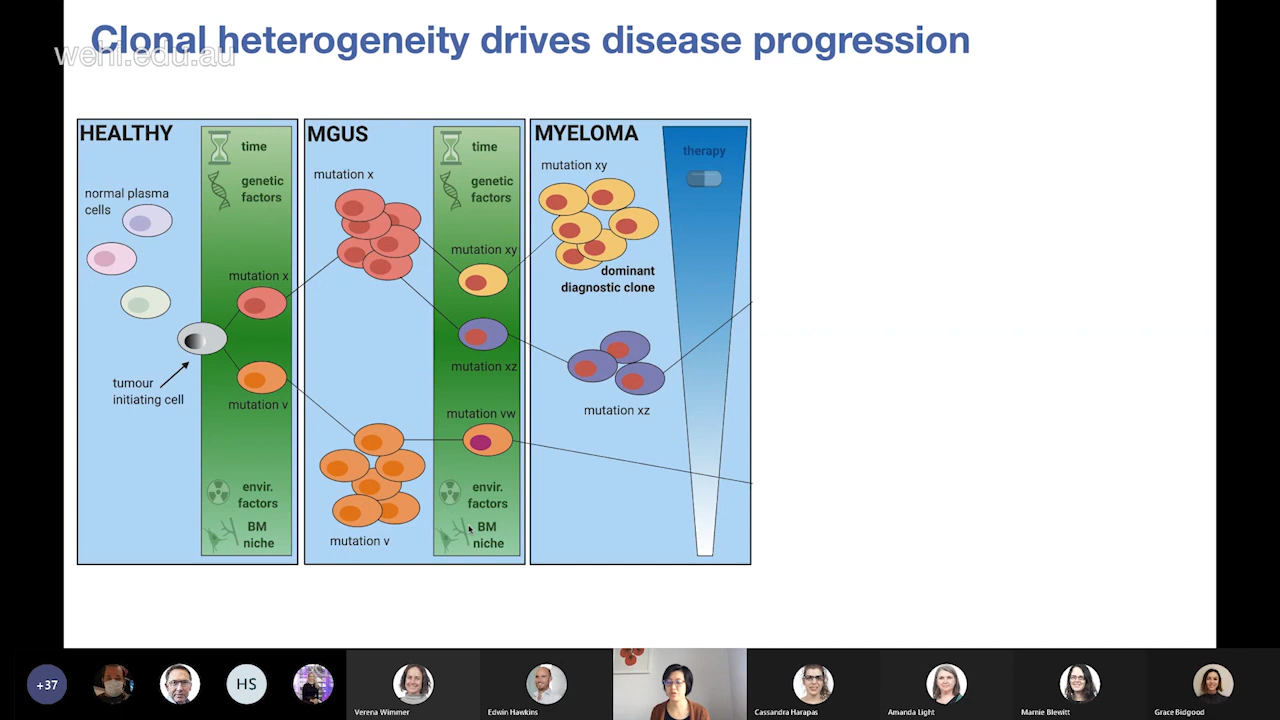 Clonal heterogeneity drives disease progression
wehi.edu.au
HEALTHY
time
genetic
factors
normal plasma
cells
mutation x
tumour
initiating cell
mutation v
envir.
factors
BM
niche
MGUS
time
genetic
factors
mutation x
mutation xy
mutation xz
mutation vw
envir.
factors
BM
niche
mutation v
MYELOMA
therapy
mutation xy
dominant
diagnostic clone
mutation xz
+37
HS
Verena Wimmer
Edwin Hawkins
Cassandra Harapas
Amanda Light
Marnie Blewitt
Grace Bidgood